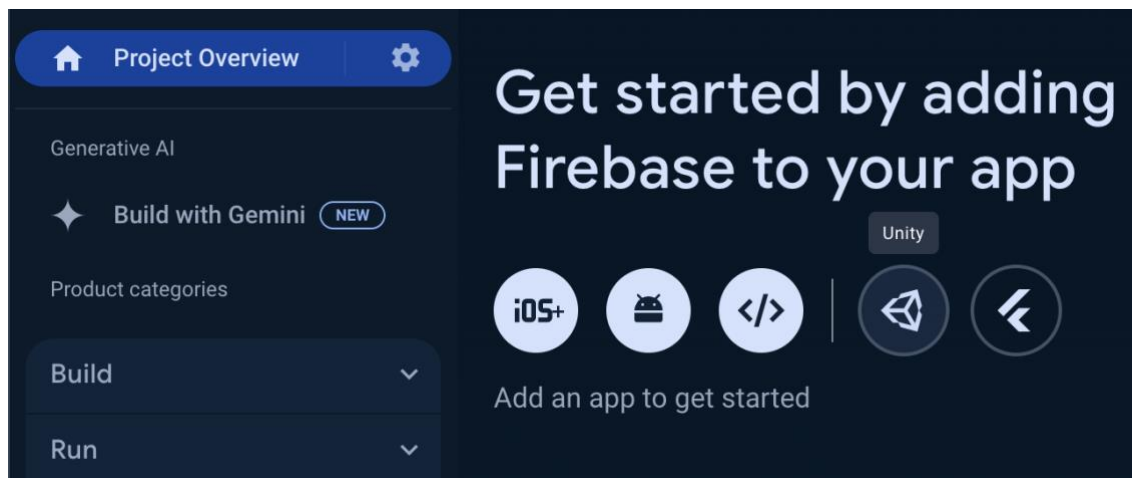 Project Overview
Generative AI
Build with Gemini NEW
Product categories
Build
Run
Get started by adding
Firebase to your app
Unity
iOS+
</>
Add an app to get started